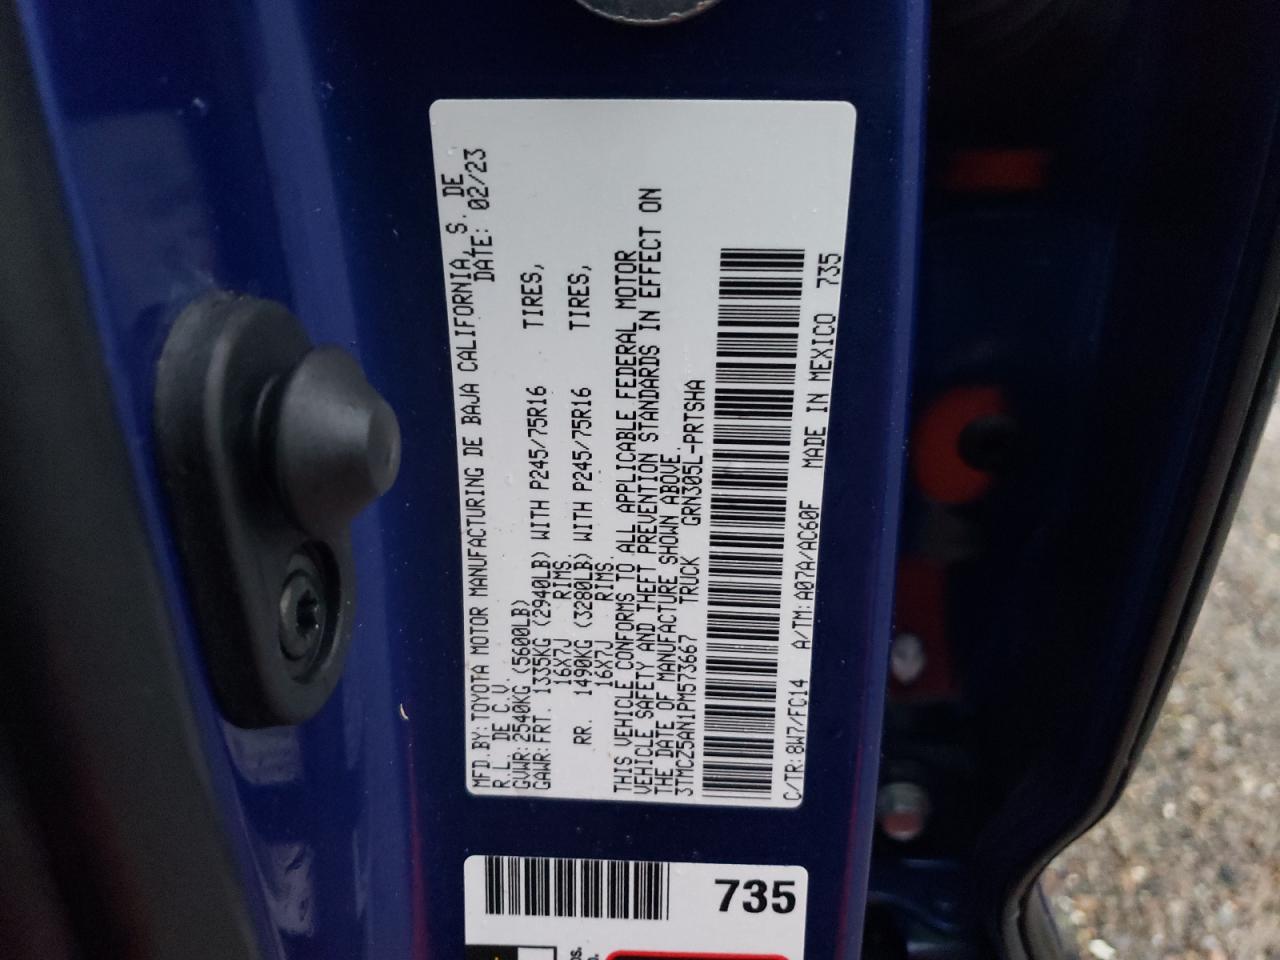 MFD.BY:TOYOTA MOTOR MANUFACTURING DE BAJA CALIFORNIA, S. DE
R.L. DE C.V. DATE: 02/23
GVWR:2540KG (5600LB)
GAWR:FRT. 1335KG (2940LB) WITH P245/75R16 TIRES,
16X7J RIMS.
RR. 1490KG (3280LB) WITH P245/75R16 TIRES,
16X7J RIMS.
THIS VEHICLE CONFORMS TO ALL APPLICABLE FEDERAL MOTOR
VEHICLE SAFETY AND THEFT PREVENTION STANDARDS IN EFFECT ON
THE DATE OF MANUFACTURE SHOWN ABOVE.
3TMCZ5AN1PM573667 TRUCK GRN305L-PRTSHA
C/TR:8W7/FC14 A/TM:A07A/AC60F MADE IN MEXICO 735
735